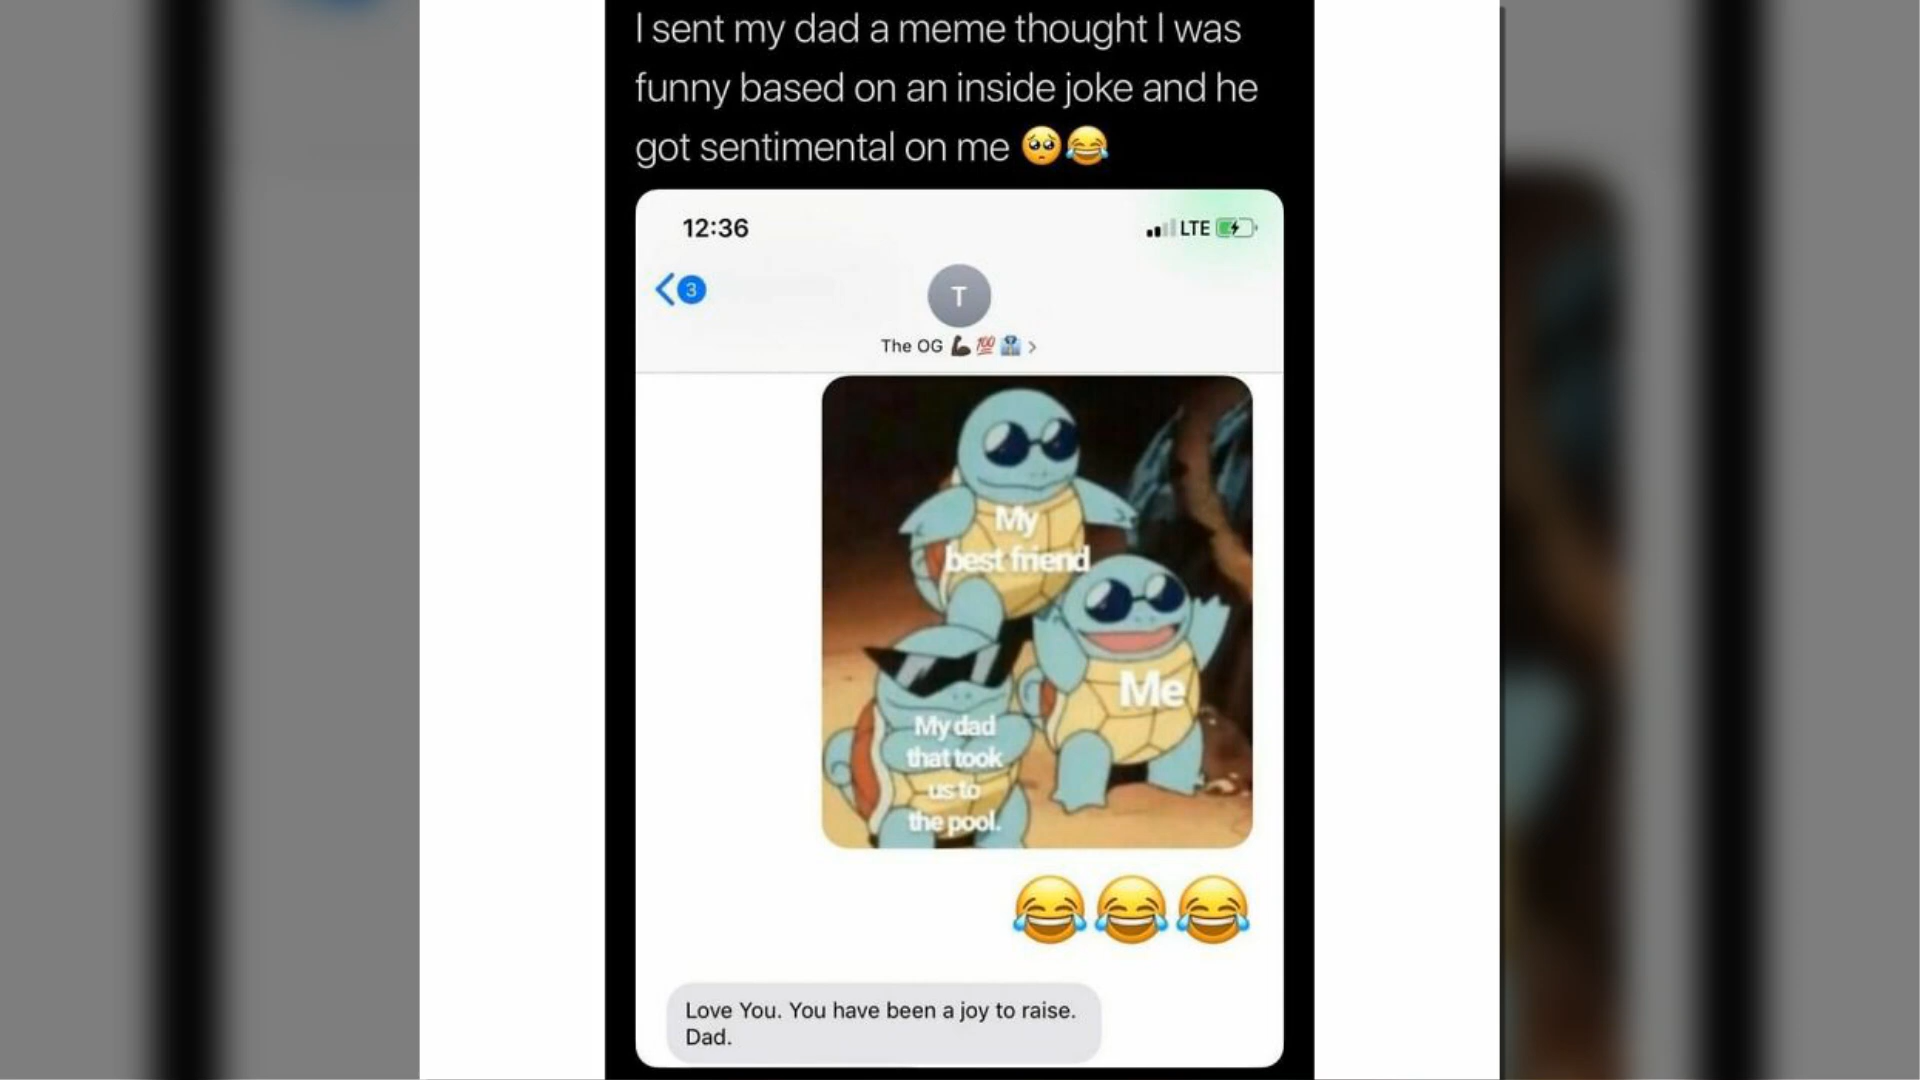 I sent my dad a meme thought I was
funny based on an inside joke and he
got sentimental on me 🥺😂
12:36
LTE
3
T
The OG 💪🏿💯🥼 >
My
best friend
Me
My dad
that took
us to
the pool.
😂😂😂
Love You. You have been a joy to raise.
Dad.